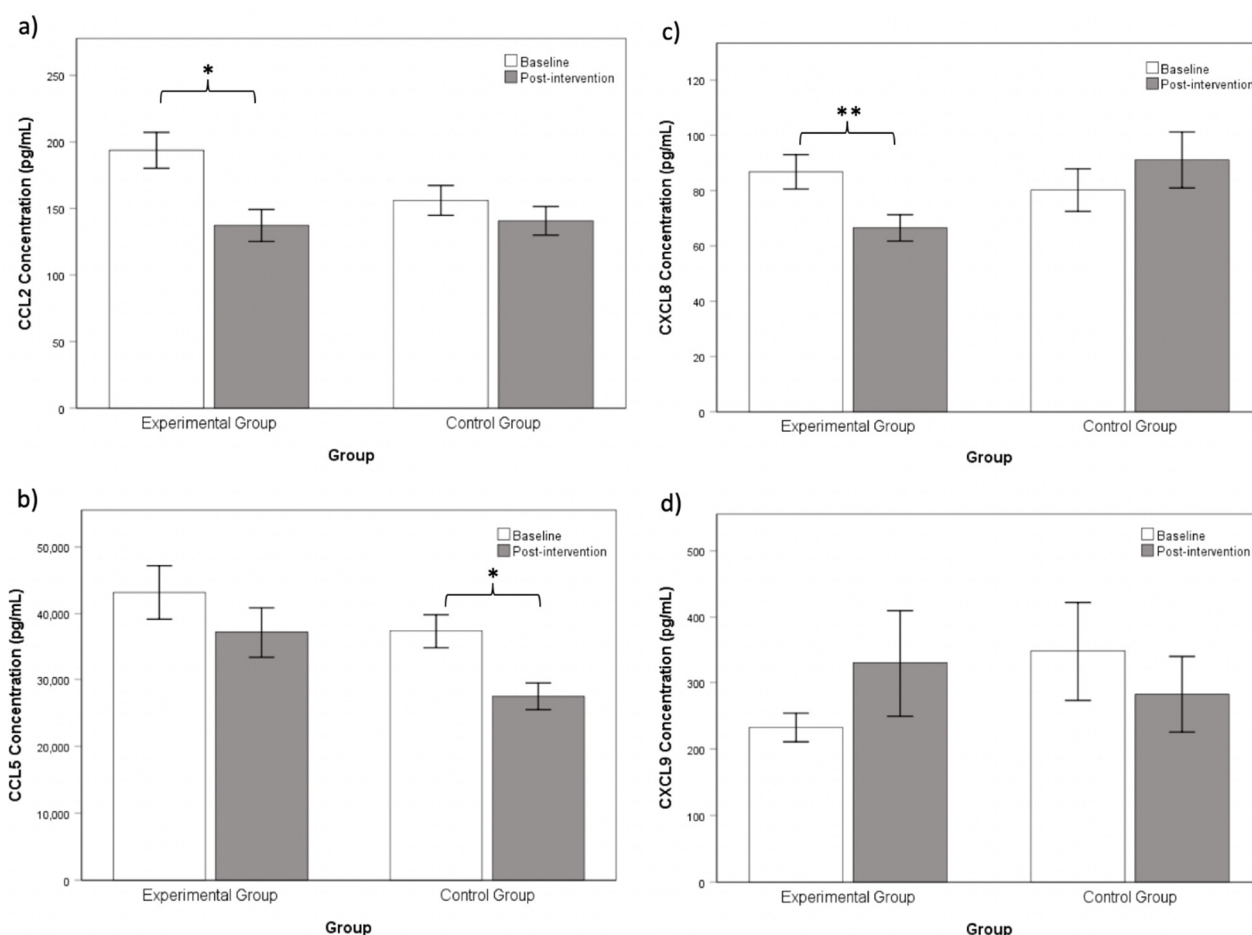 a)
CCL2 Concentration (pg/mL)
250
200
150
100
50
0
*
Baseline
Post-intervention
Experimental Group
Control Group
Group
c)
CXCL8 Concentration (pg/mL)
120
100
80
60
40
20
0
**
Baseline
Post-intervention
Experimental Group
Control Group
Group
b)
CCL5 Concentration (pg/mL)
50,000
40,000
30,000
20,000
10,000
0
*
Baseline
Post-intervention
Experimental Group
Control Group
Group
d)
CXCL9 Concentration (pg/mL)
500
400
300
200
100
0
Baseline
Post-intervention
Experimental Group
Control Group
Group